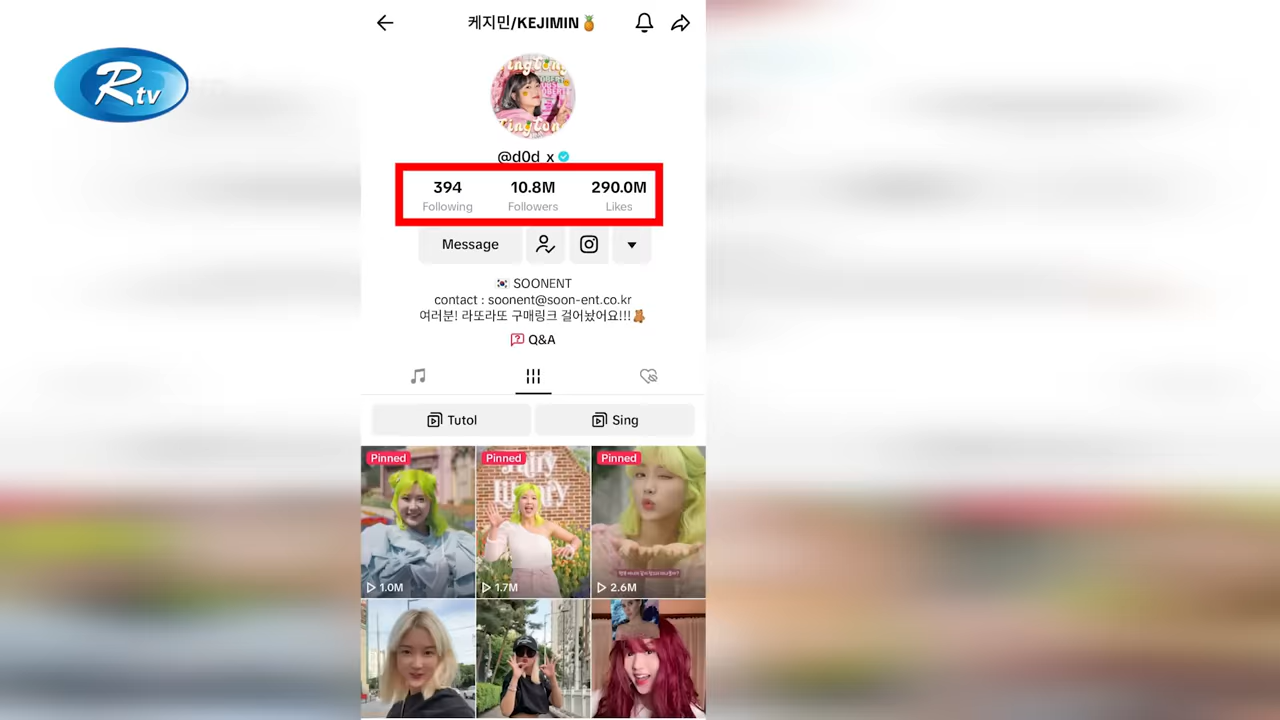 케지민/KEJIMIN🍍
Rtv
TingTong
TingTong
@d0d_x
394 10.8M 290.0M
Following Followers Likes
Message
🇰🇷 SOONENT
contact : soonent@soon-ent.co.kr
여러분! 라또라또 구매링크 걸어놨어요!!!🧸
Q&A
Tutol Sing
Pinned Pinned Pinned
1.0M 1.7M 2.6M